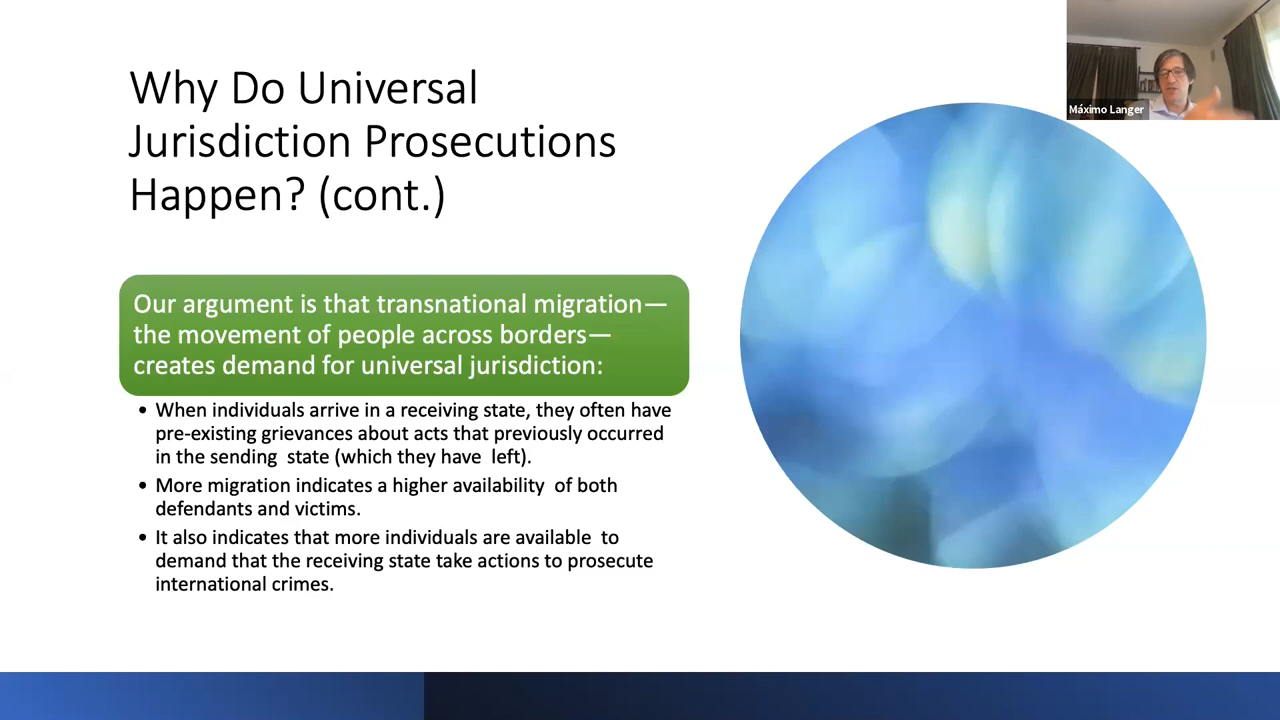 Why Do Universal
Jurisdiction Prosecutions
Happen? (cont.)
Máximo Langer
Our argument is that transnational migration—
the movement of people across borders—
creates demand for universal jurisdiction:
• When individuals arrive in a receiving state, they often have
pre-existing grievances about acts that previously occurred
in the sending state (which they have left).
• More migration indicates a higher availability of both
defendants and victims.
• It also indicates that more individuals are available to
demand that the receiving state take actions to prosecute
international crimes.